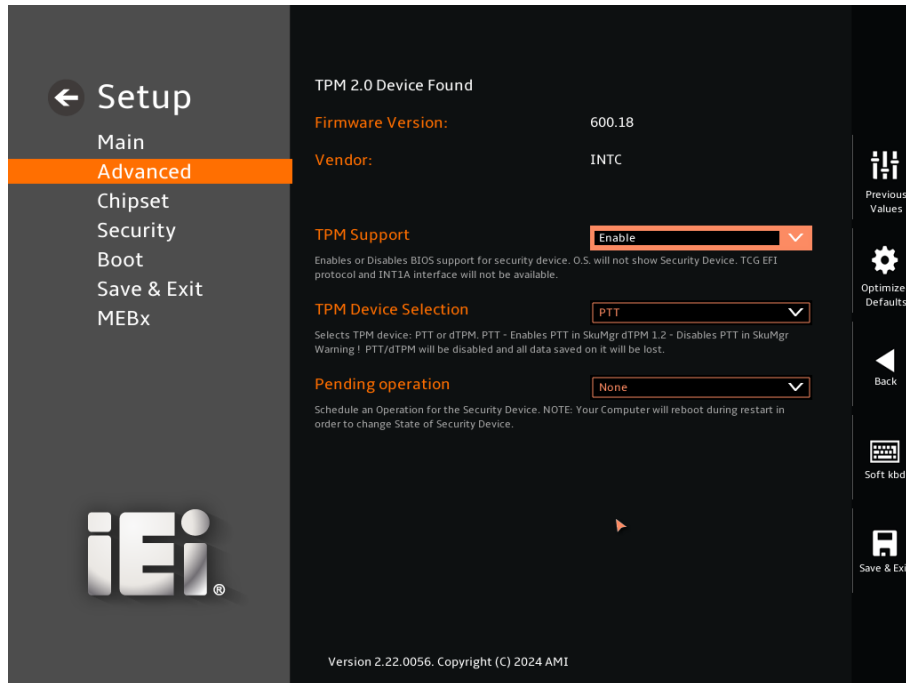 Setup
Main
Advanced
Chipset
Security
Boot
Save & Exit
MEBx
iEi
®
TPM 2.0 Device Found
Firmware Version: 600.18
Vendor: INTC
TPM Support Enable
Enables or Disables BIOS support for security device. O.S. will not show Security Device. TCG EFI
protocol and INT1A interface will not be available.
TPM Device Selection PTT
Selects TPM device: PTT or dTPM. PTT - Enables PTT in SkuMgr dTPM 1.2 - Disables PTT in SkuMgr
Warning ! PTT/dTPM will be disabled and all data saved on it will be lost.
Pending operation None
Schedule an Operation for the Security Device. NOTE: Your Computer will reboot during restart in
order to change State of Security Device.
Version 2.22.0056. Copyright (C) 2024 AMI
Previous
Values
Optimize
Defaults
Back
Soft kbd
Save & Exi